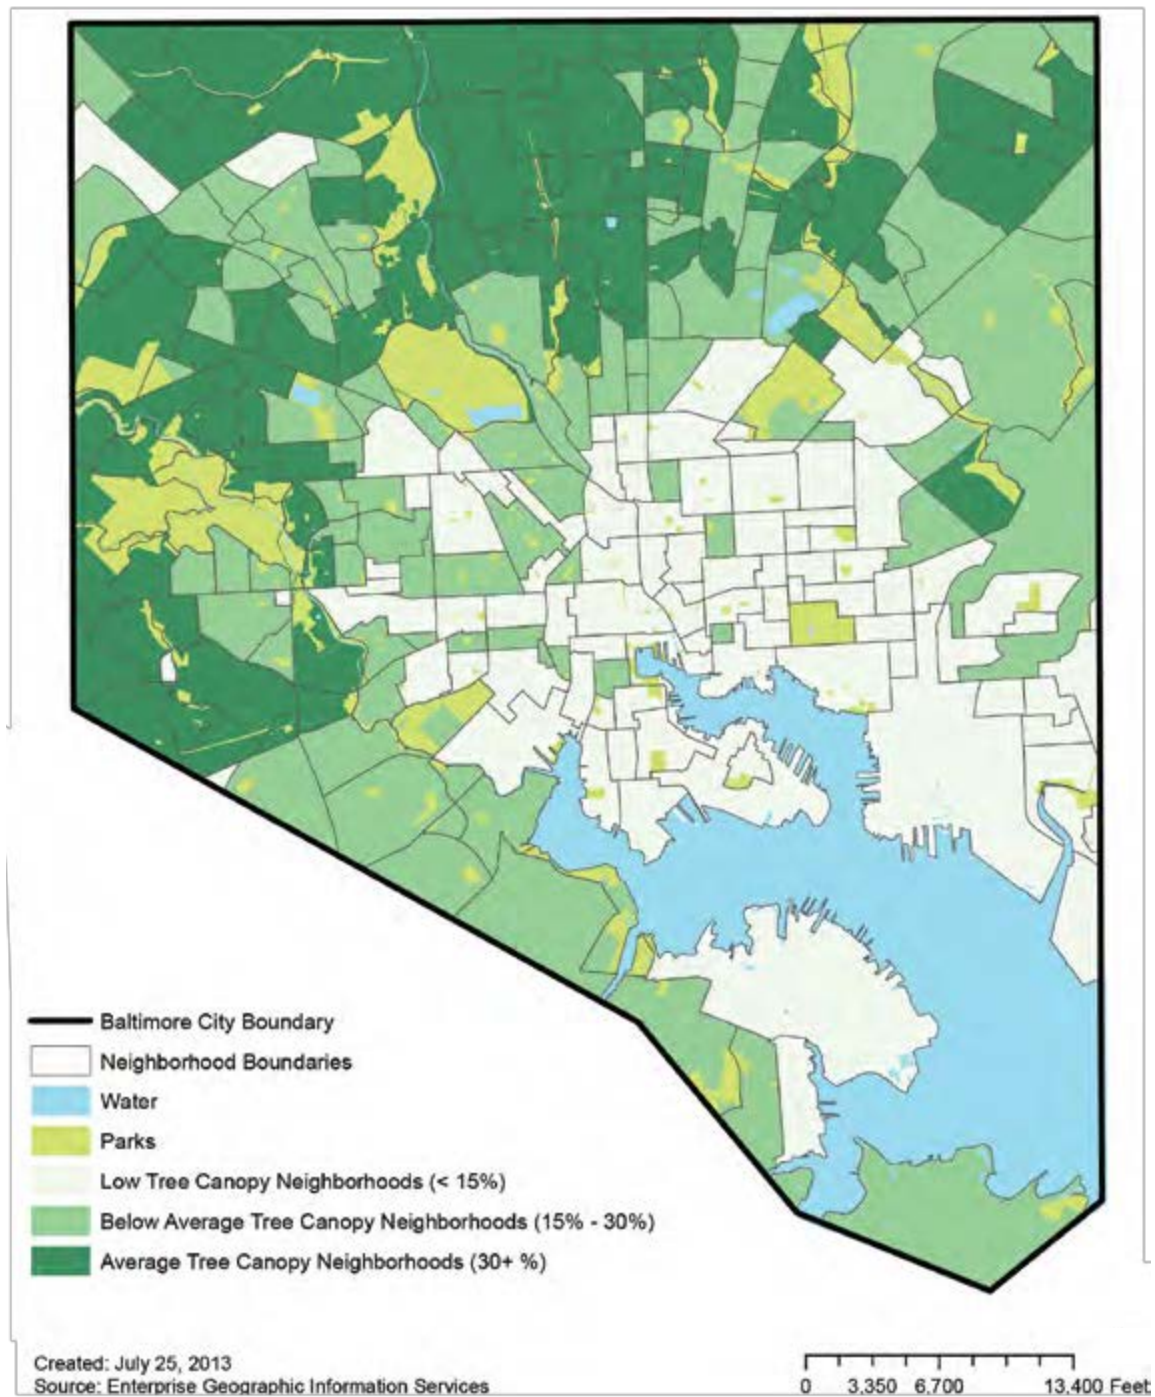 Baltimore City Boundary
Neighborhood Boundaries
Water
Parks
Low Tree Canopy Neighborhoods (< 15%)
Below Average Tree Canopy Neighborhoods (15% - 30%)
Average Tree Canopy Neighborhoods (30+ %)
Created: July 25, 2013
Source: Enterprise Geographic Information Services
0 3,350 6,700 13,400 Feet